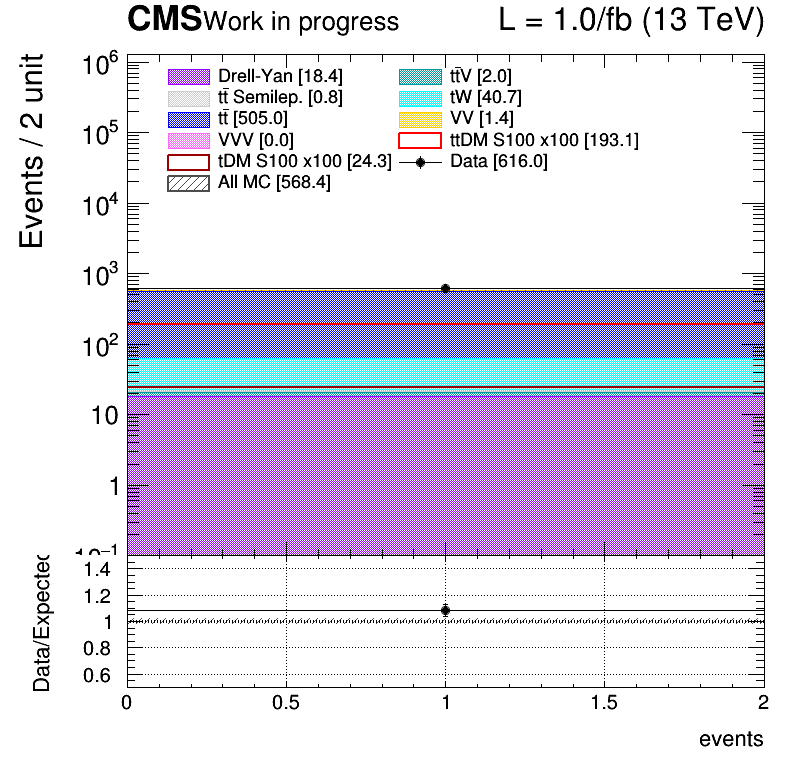 CMS Work in progress L = 1.0/fb (13 TeV)
Events / 2 unit
10⁶
10⁵
10⁴
10³
10²
10
1
10⁻¹
Drell-Yan [18.4] tt̄V [2.0]
tt̄ Semilep. [0.8] tW [40.7]
tt̄ [505.0] VV [1.4]
VVV [0.0] ttDM S100 x100 [193.1]
tDM S100 x100 [24.3] Data [616.0]
All MC [568.4]
Data/Expected
1.4
1.2
1
0.8
0.6
0 0.5 1 1.5 2
events